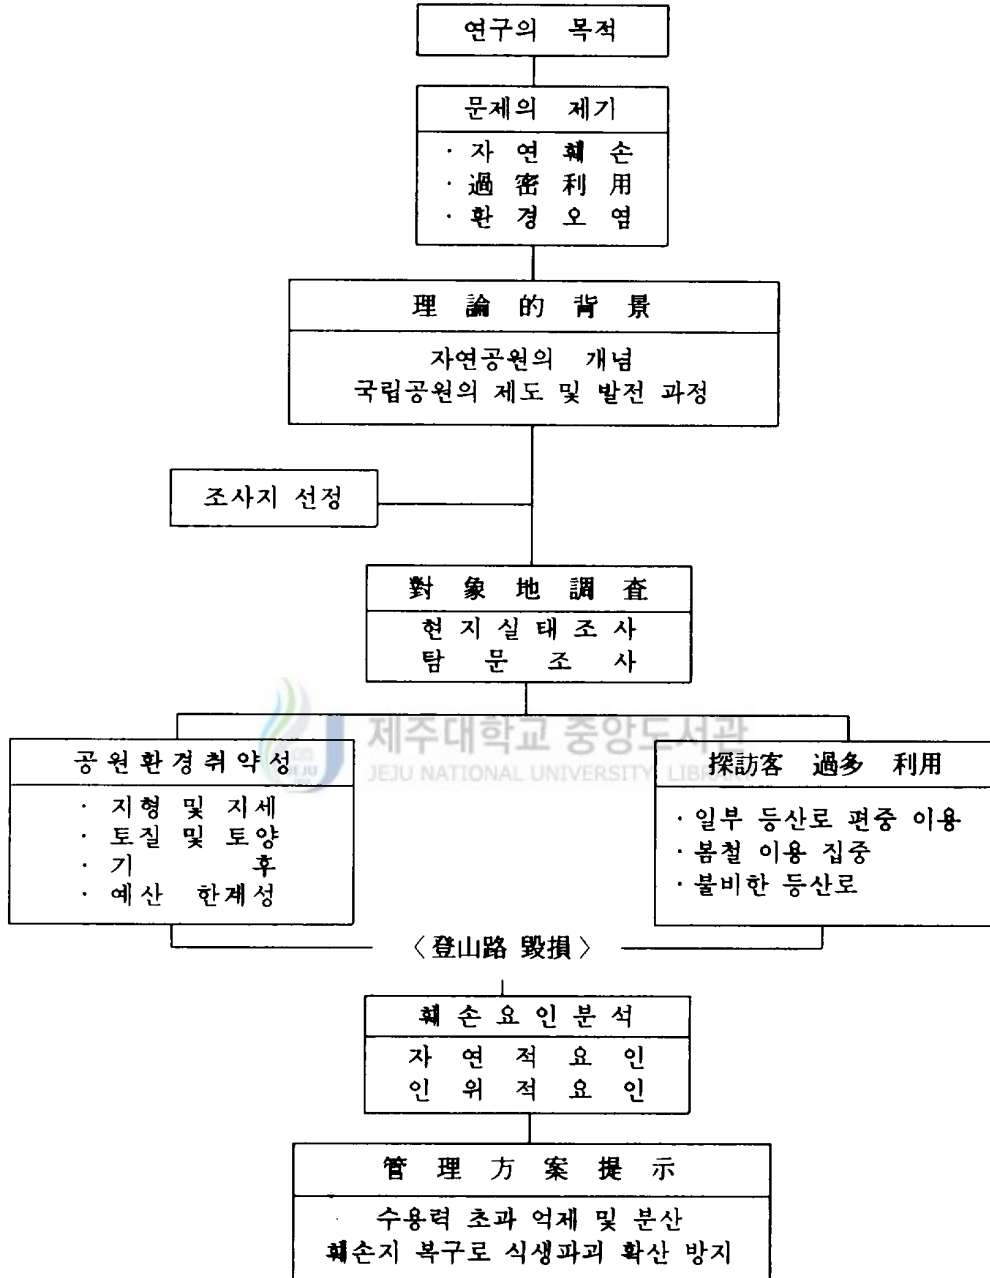 연구의 목적
문제의 제기
· 자 연 훼 손
· 過 密 利 用
· 환 경 오 염
理 論 的 背 景
자연공원의 개념
국립공원의 제도 및 발전 과정
조사지 선정
對 象 地 調 査
현 지 실 태 조 사
탐 문 조 사
제주대학교 중앙도서관
JEJU NATIONAL UNIVERSITY LIBRARY
공 원 환 경 취 약 성
· 지형 및 지세
· 토질 및 토양
· 기 후
· 예산 한계성
探訪客 過多 利用
· 일부 등산로 편중 이용
· 봄철 이용 집중
· 불비한 등산로
〈登山路 毁損〉
훼 손 요 인 분 석
자 연 적 요 인
인 위 적 요 인
管 理 方 案 提 示
수용력 초과 억제 및 분산
훼손지 복구로 식생파괴 확산 방지